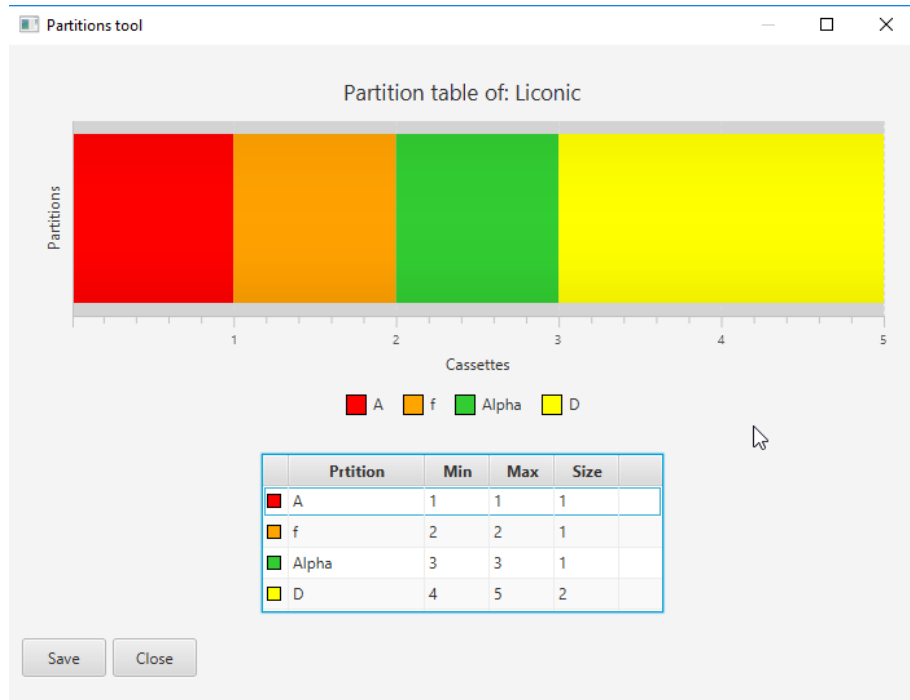 Partitions tool
Partition table of: Liconic
Partitions
1 2 3 4 5
Cassettes
A f Alpha D
Prtition Min Max Size
A 1 1 1
f 2 2 1
Alpha 3 3 1
D 4 5 2
Save Close